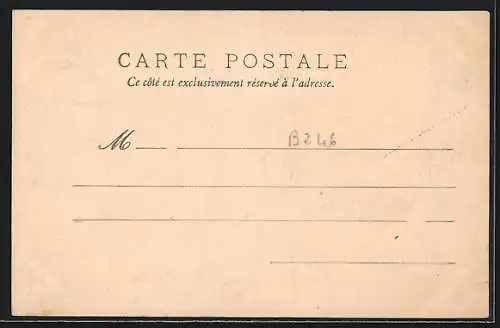 CARTE POSTALE
Ce côté est exclusivement réservé à l'adresse.
B246
M